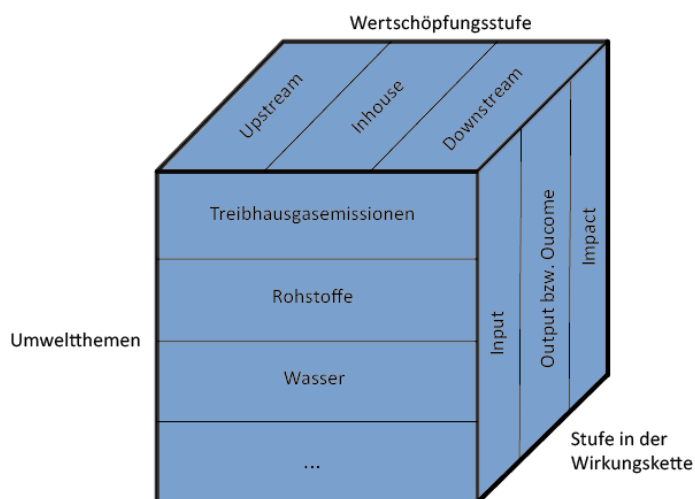 Wertschöpfungsstufe
Upstream
Inhouse
Downstream
Treibhausgasemissionen
Rohstoffe
Wasser
...
Umweltthemen
Input
Output bzw. Oucome
Impact
Stufe in der
Wirkungskette